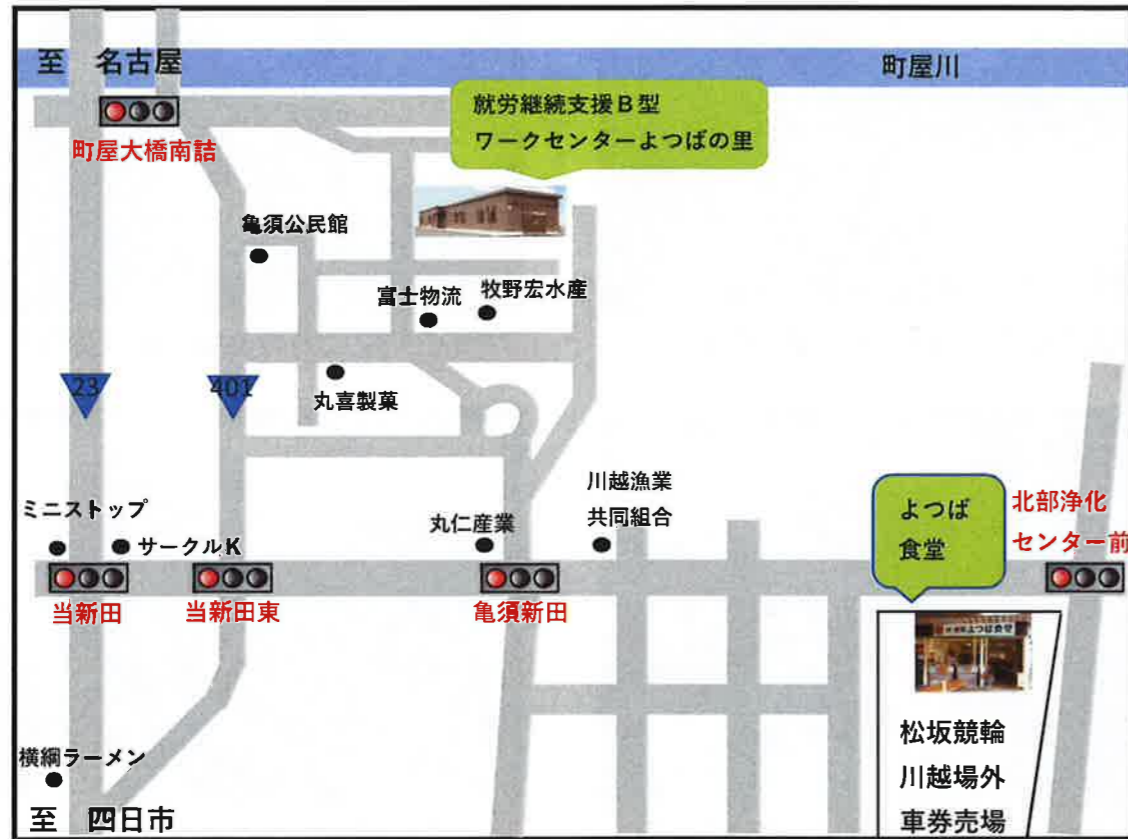 至 名古屋
町屋川
町屋大橋南詰
就労継続支援B型
ワークセンターよつばの里
亀須公民館
富士物流
牧野宏水産
23
401
丸喜製菓
ミニストップ
サークルK
丸仁産業
川越漁業
共同組合
よつば
食堂
北部浄化
センター前
当新田
当新田東
亀須新田
よつば食堂
横綱ラーメン
至 四日市
松坂競輪
川越場外
車券売場